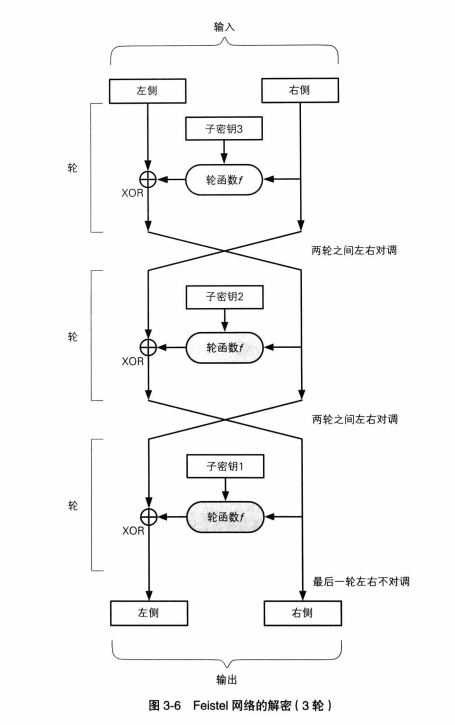 输入
左侧
右侧
子密钥3
轮
轮函数f
XOR
两轮之间左右对调
子密钥2
轮
轮函数f
XOR
两轮之间左右对调
子密钥1
轮
轮函数f
XOR
最后一轮左右不对调
左侧
右侧
输出
图 3-6 Feistel 网络的解密（3 轮）